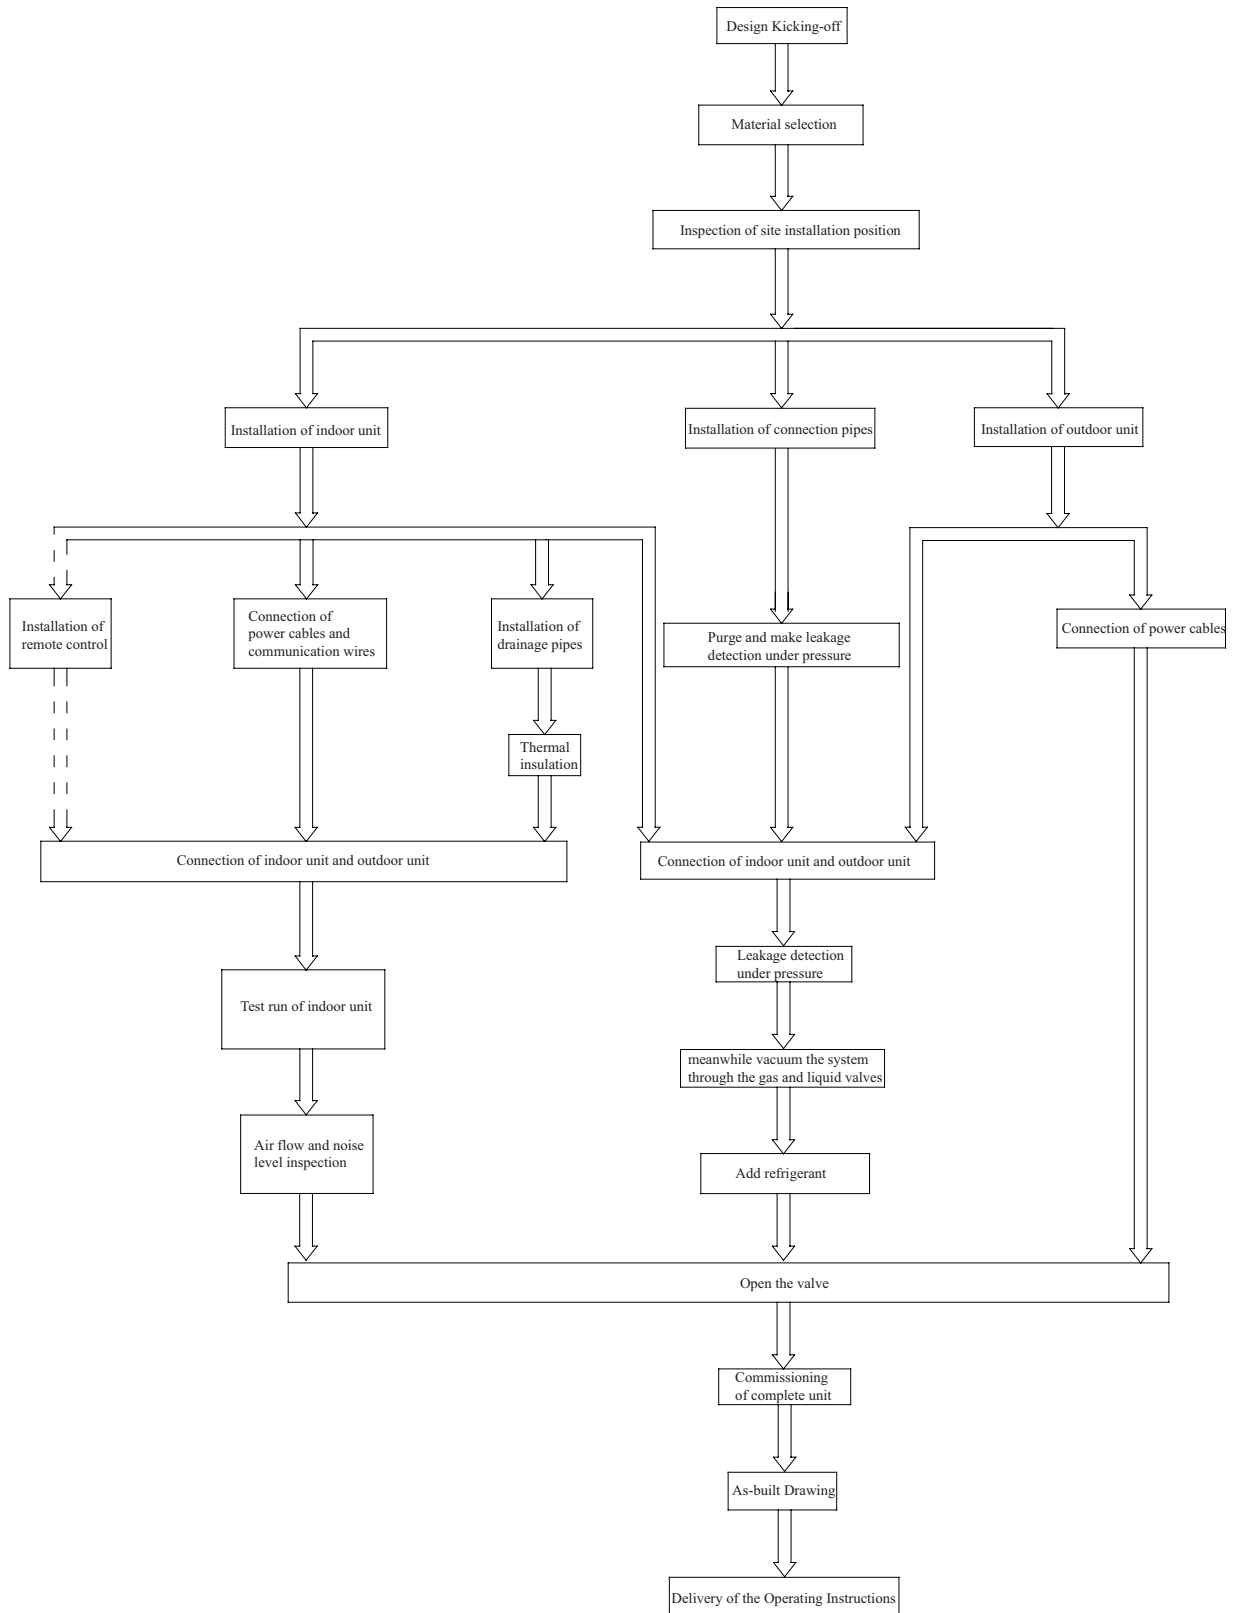 Design Kicking-off
Material selection
Inspection of site installation position
Installation of indoor unit
Installation of connection pipes
Installation of outdoor unit
Installation of
remote control
Connection of
power cables and
communication wires
Installation of
drainage pipes
Purge and make leakage
detection under pressure
Connection of power cables
Thermal
insulation
Connection of indoor unit and outdoor unit
Connection of indoor unit and outdoor unit
Leakage detection
under pressure
Test run of indoor unit
meanwhile vacuum the system
through the gas and liquid valves
Air flow and noise
level inspection
Add refrigerant
Open the valve
Commissioning
of complete unit
As-built Drawing
Delivery of the Operating Instructions